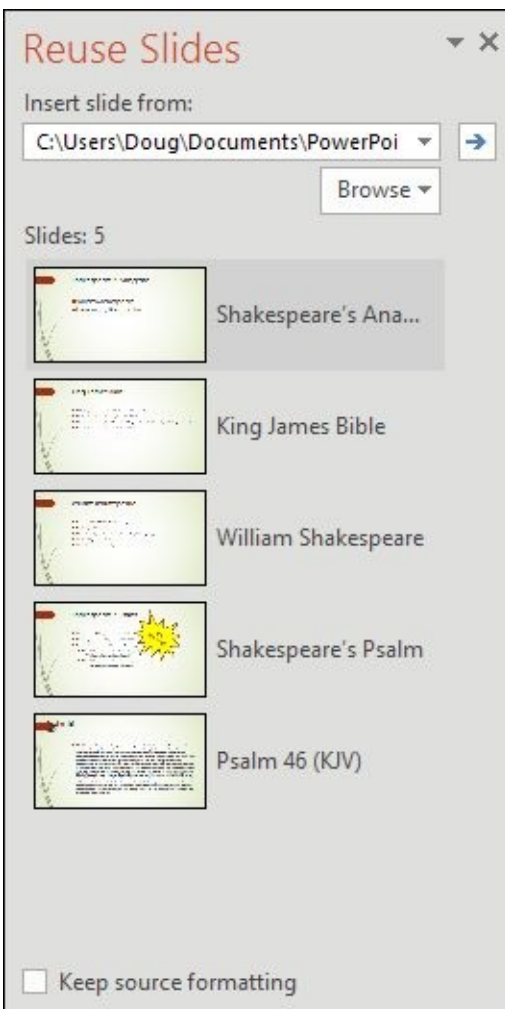 Reuse Slides
Insert slide from:
C:\Users\Doug\Documents\PowerPoi
Browse
Slides: 5
Shakespeare's Ana...
King James Bible
William Shakespeare
Shakespeare's Psalm
Psalm 46 (KJV)
Keep source formatting